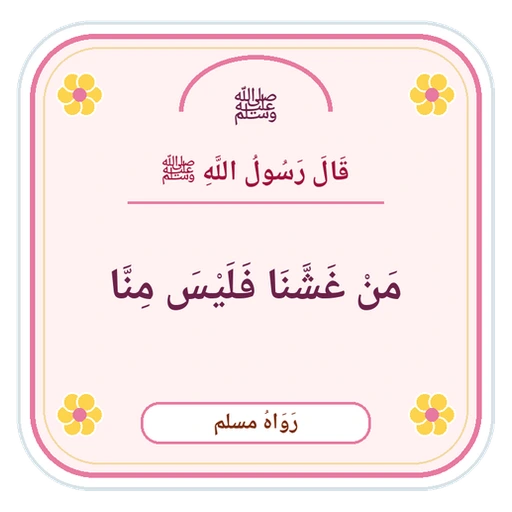 ﷺ
قَالَ رَسُولُ اللَّهِ ﷺ
مَنْ غَشَّنَا فَلَيْسَ مِنَّا
رَوَاهُ مسلم